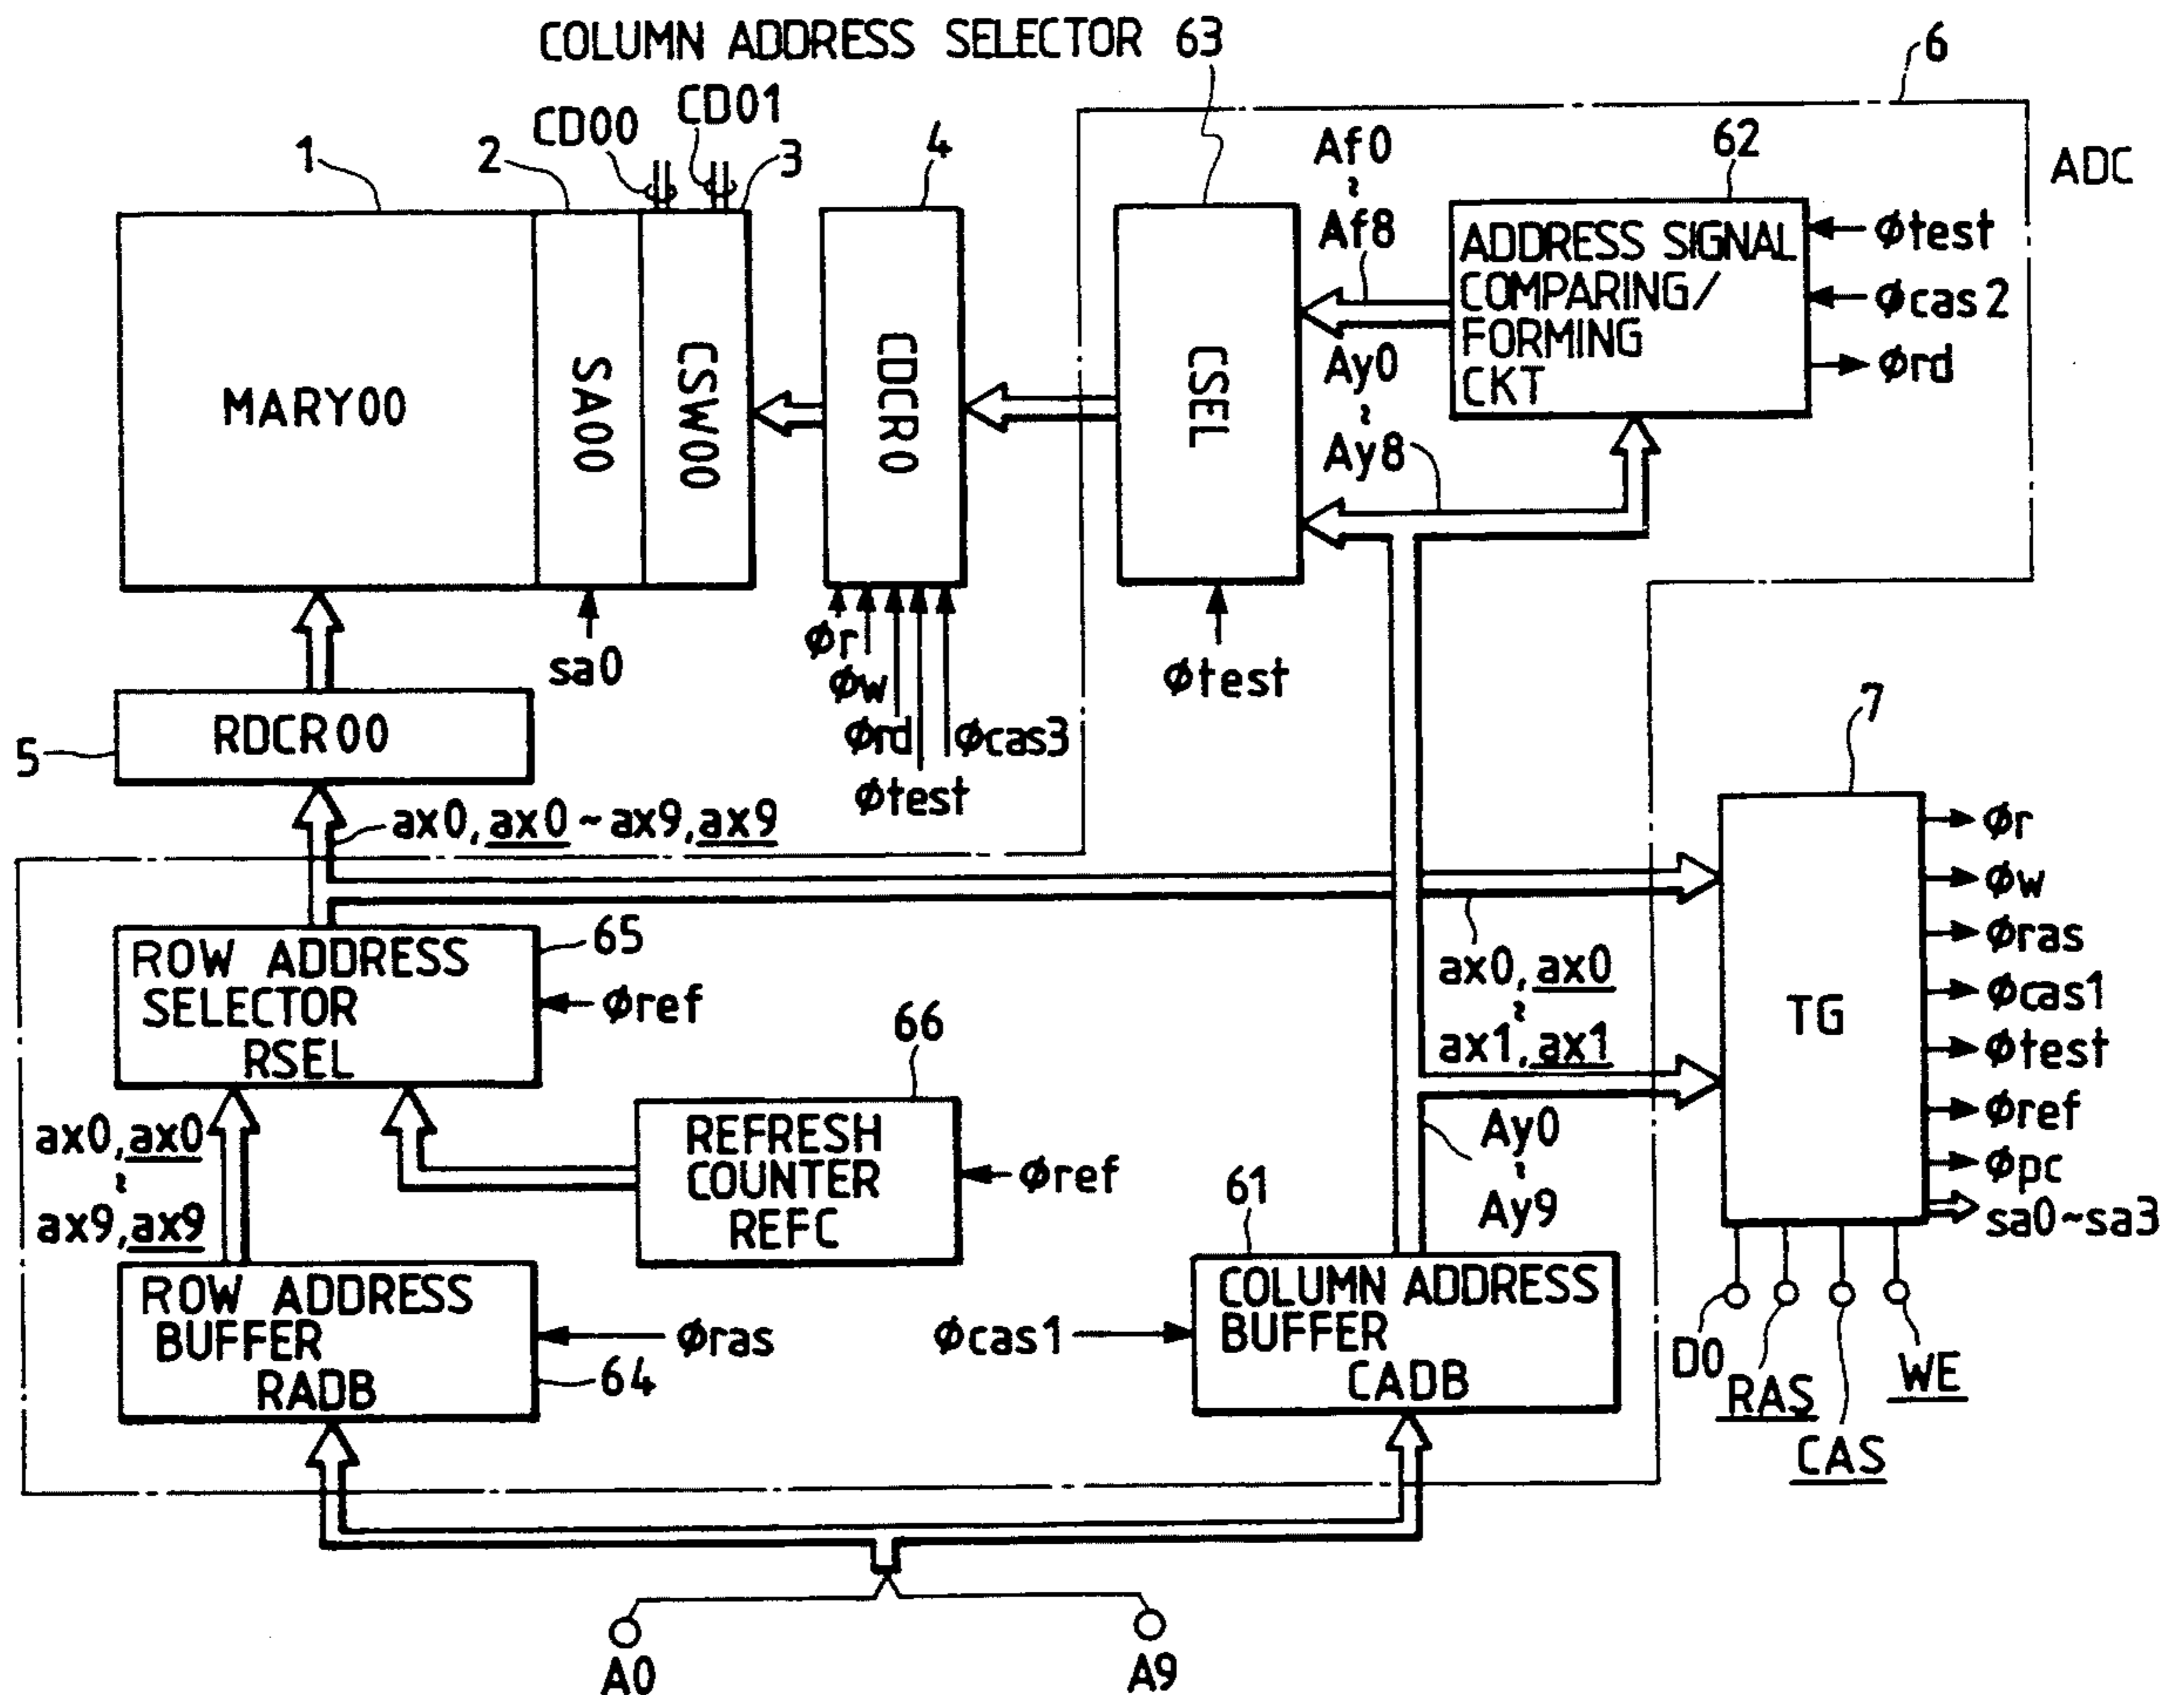 COLUMN ADDRESS SELECTOR 63
6
CD00
CD01
1
2
3
4
62
ADC
Af0
~
Af8
Ay0
~
Ay8
MARY00
SA00
CSW00
CDCR0
CSEL
ADDRESS SIGNAL
COMPARING/
FORMING
CKT
φtest
φcas2
φrd
sa0
φr
φw
φrd
φcas3
φtest
φtest
5
RDCR00
7
ax0, ax0 ~ ax9, ax9
65
ROW ADDRESS
SELECTOR
RSEL
φref
66
REFRESH
COUNTER
REFC
φref
ax0, ax0
~
ax1, ax1
TG
φr
φw
φras
φcas1
φtest
φref
φpc
sa0~sa3
ax0, ax0
~
ax9, ax9
Ay0
~
Ay9
61
ROW ADDRESS
BUFFER
RADB
φras
64
φcas1
COLUMN ADDRESS
BUFFER
CADB
D0
RAS
CAS
WE
A0
A9